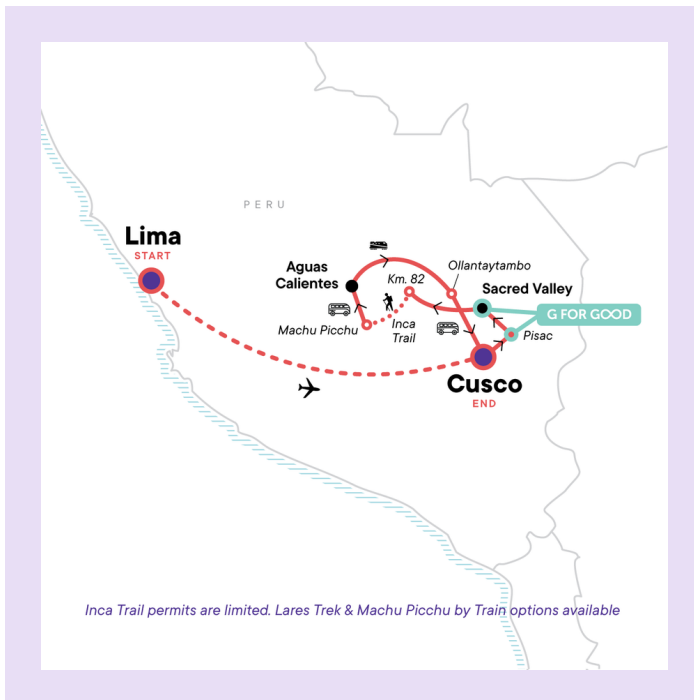 PERU
Lima
START
Aguas
Calientes
Km. 82
Ollantaytambo
Sacred Valley
G FOR GOOD
Machu Picchu
Inca
Trail
Pisac
Cusco
END
Inca Trail permits are limited. Lares Trek & Machu Picchu by Train options available